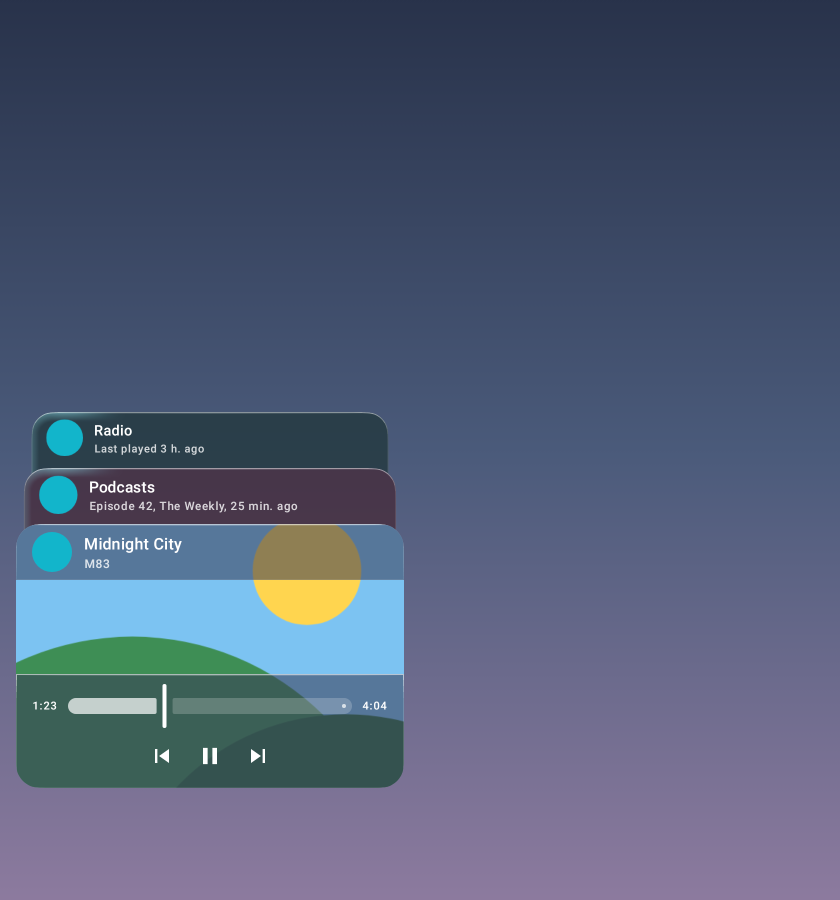 Radio
Last played 3 h. ago
Podcasts
Episode 42, The Weekly, 25 min. ago
Midnight City
M83
1:23 4:04